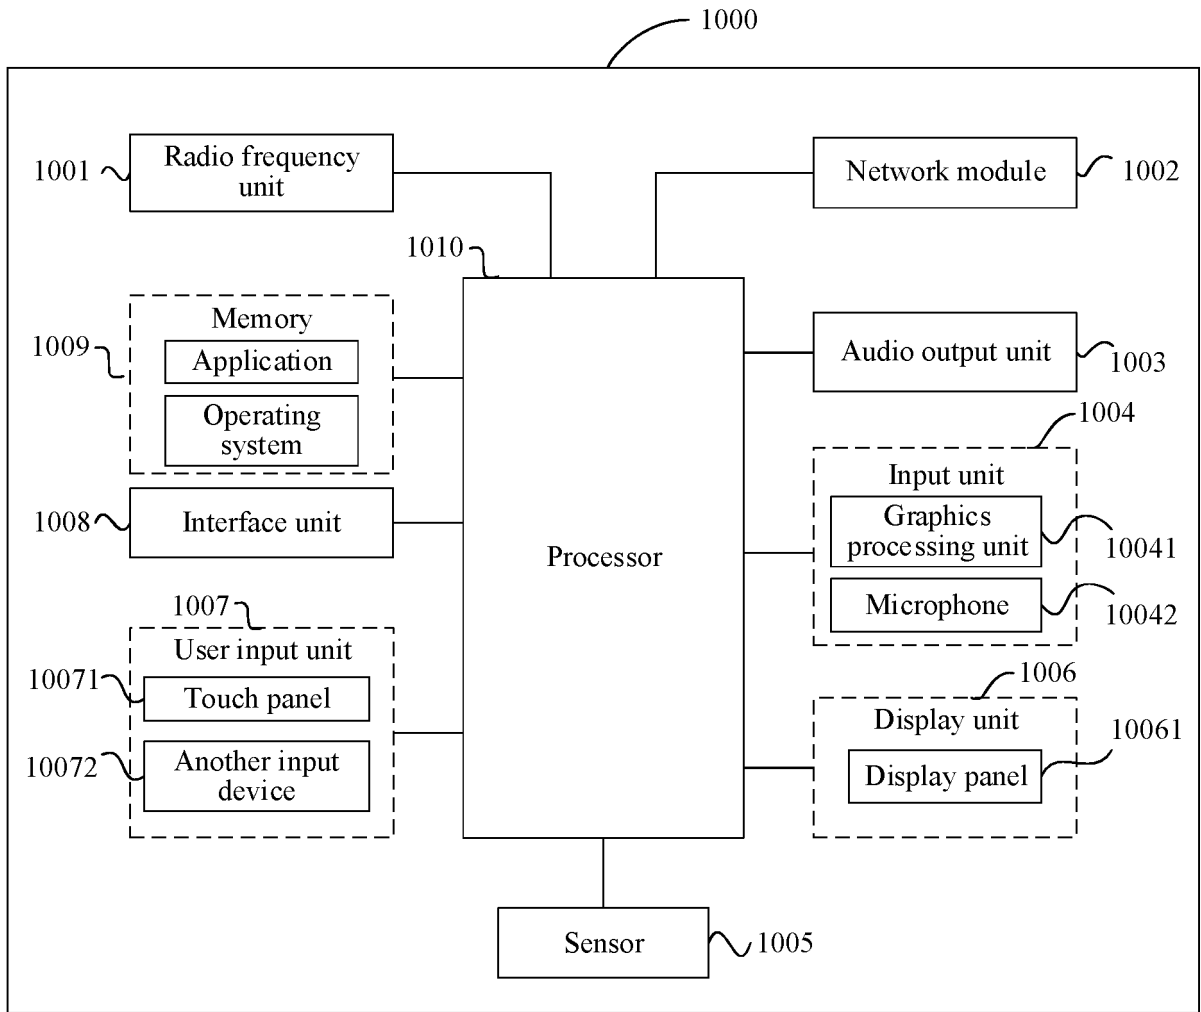 1000
1001
Radio frequency
unit
Network module
1002
1010
1009
Memory
Application
Operating
system
Audio output unit
1003
1004
Input unit
Graphics
processing unit
10041
Microphone
10042
1008
Interface unit
Processor
1007
User input unit
10071
Touch panel
10072
Another input
device
1006
Display unit
10061
Display panel
Sensor
1005